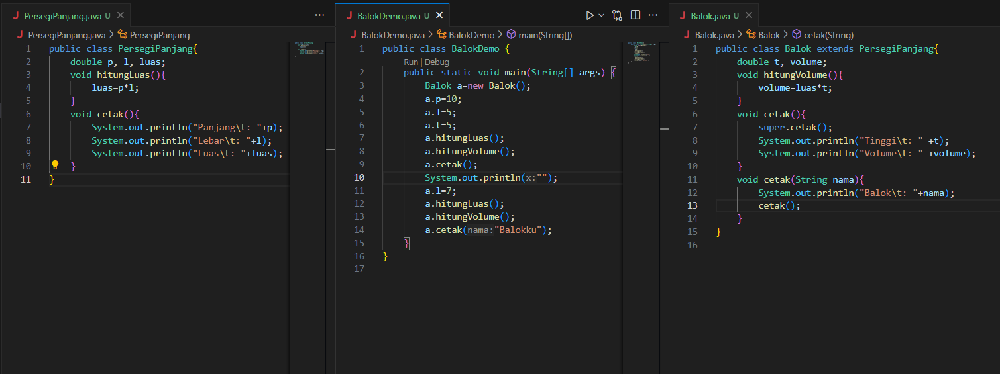 PersegiPanjang.java U
PersegiPanjang.java > PersegiPanjang
1 public class PersegiPanjang{
2     double p, l, luas;
3     void hitungLuas(){
4         luas=p*l;
5     }
6     void cetak(){
7         System.out.println("Panjang\t: "+p);
8         System.out.println("Lebar\t: "+l);
9         System.out.println("Luas\t: "+luas);
10     }
11 }
BalokDemo.java U
BalokDemo.java > BalokDemo > main(String[])
1 public class BalokDemo {
Run | Debug
2     public static void main(String[] args) {
3         Balok a=new Balok();
4         a.p=10;
5         a.l=5;
6         a.t=5;
7         a.hitungLuas();
8         a.hitungVolume();
9         a.cetak();
10         System.out.println(x:"");
11         a.l=7;
12         a.hitungLuas();
13         a.hitungVolume();
14         a.cetak(nama:"Balokku");
15     }
16 }
17
Balok.java U
Balok.java > Balok > cetak(String)
1 public class Balok extends PersegiPanjang{
2     double t, volume;
3     void hitungVolume(){
4         volume=luas*t;
5     }
6     void cetak(){
7         super.cetak();
8         System.out.println("Tinggi\t: " +t);
9         System.out.println("Volume\t: " +volume);
10     }
11     void cetak(String nama){
12         System.out.println("Balok\t: "+nama);
13         cetak();
14     }
15 }
16